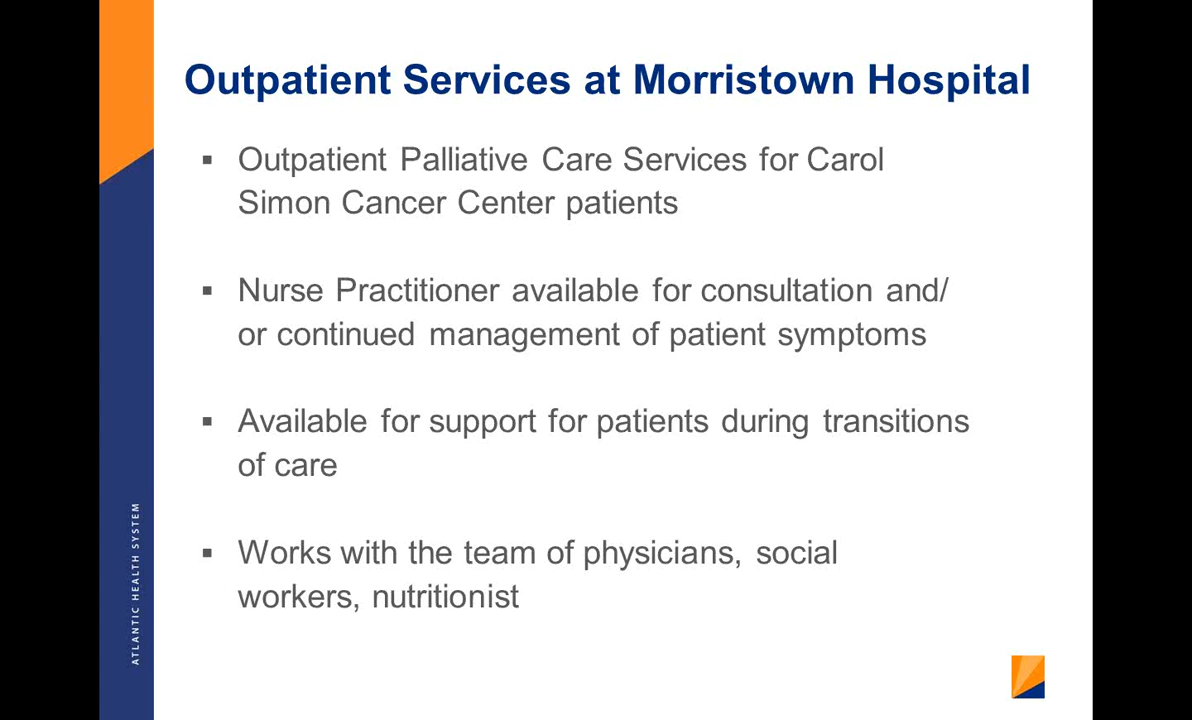 Outpatient Services at Morristown Hospital
▪ Outpatient Palliative Care Services for Carol
Simon Cancer Center patients
▪ Nurse Practitioner available for consultation and/
or continued management of patient symptoms
▪ Available for support for patients during transitions
of care
▪ Works with the team of physicians, social
workers, nutritionist
ATLANTIC HEALTH SYSTEM